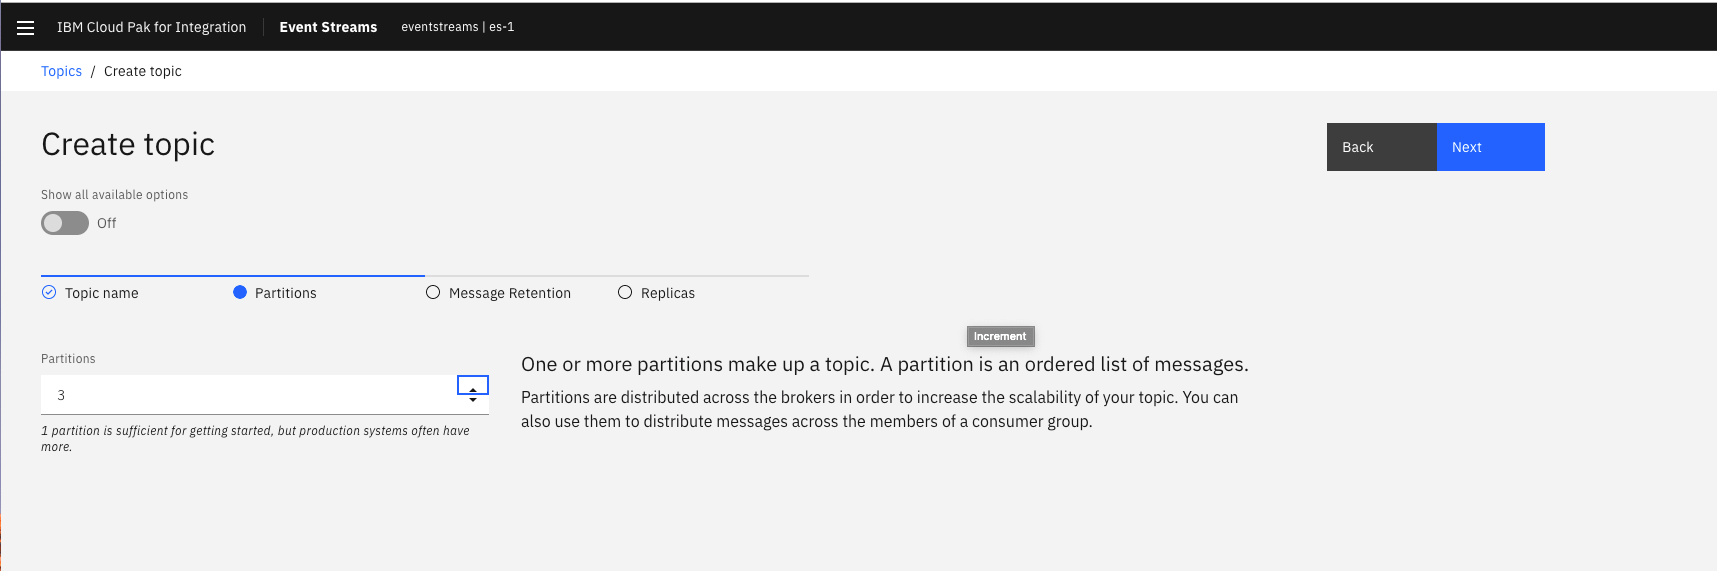 IBM Cloud Pak for Integration Event Streams eventstreams | es-1
Topics / Create topic
Create topic
Back Next
Show all available options
Off
Topic name Partitions Message Retention Replicas
Increment
Partitions
3
1 partition is sufficient for getting started, but production systems often have
more.
One or more partitions make up a topic. A partition is an ordered list of messages.
Partitions are distributed across the brokers in order to increase the scalability of your topic. You can
also use them to distribute messages across the members of a consumer group.